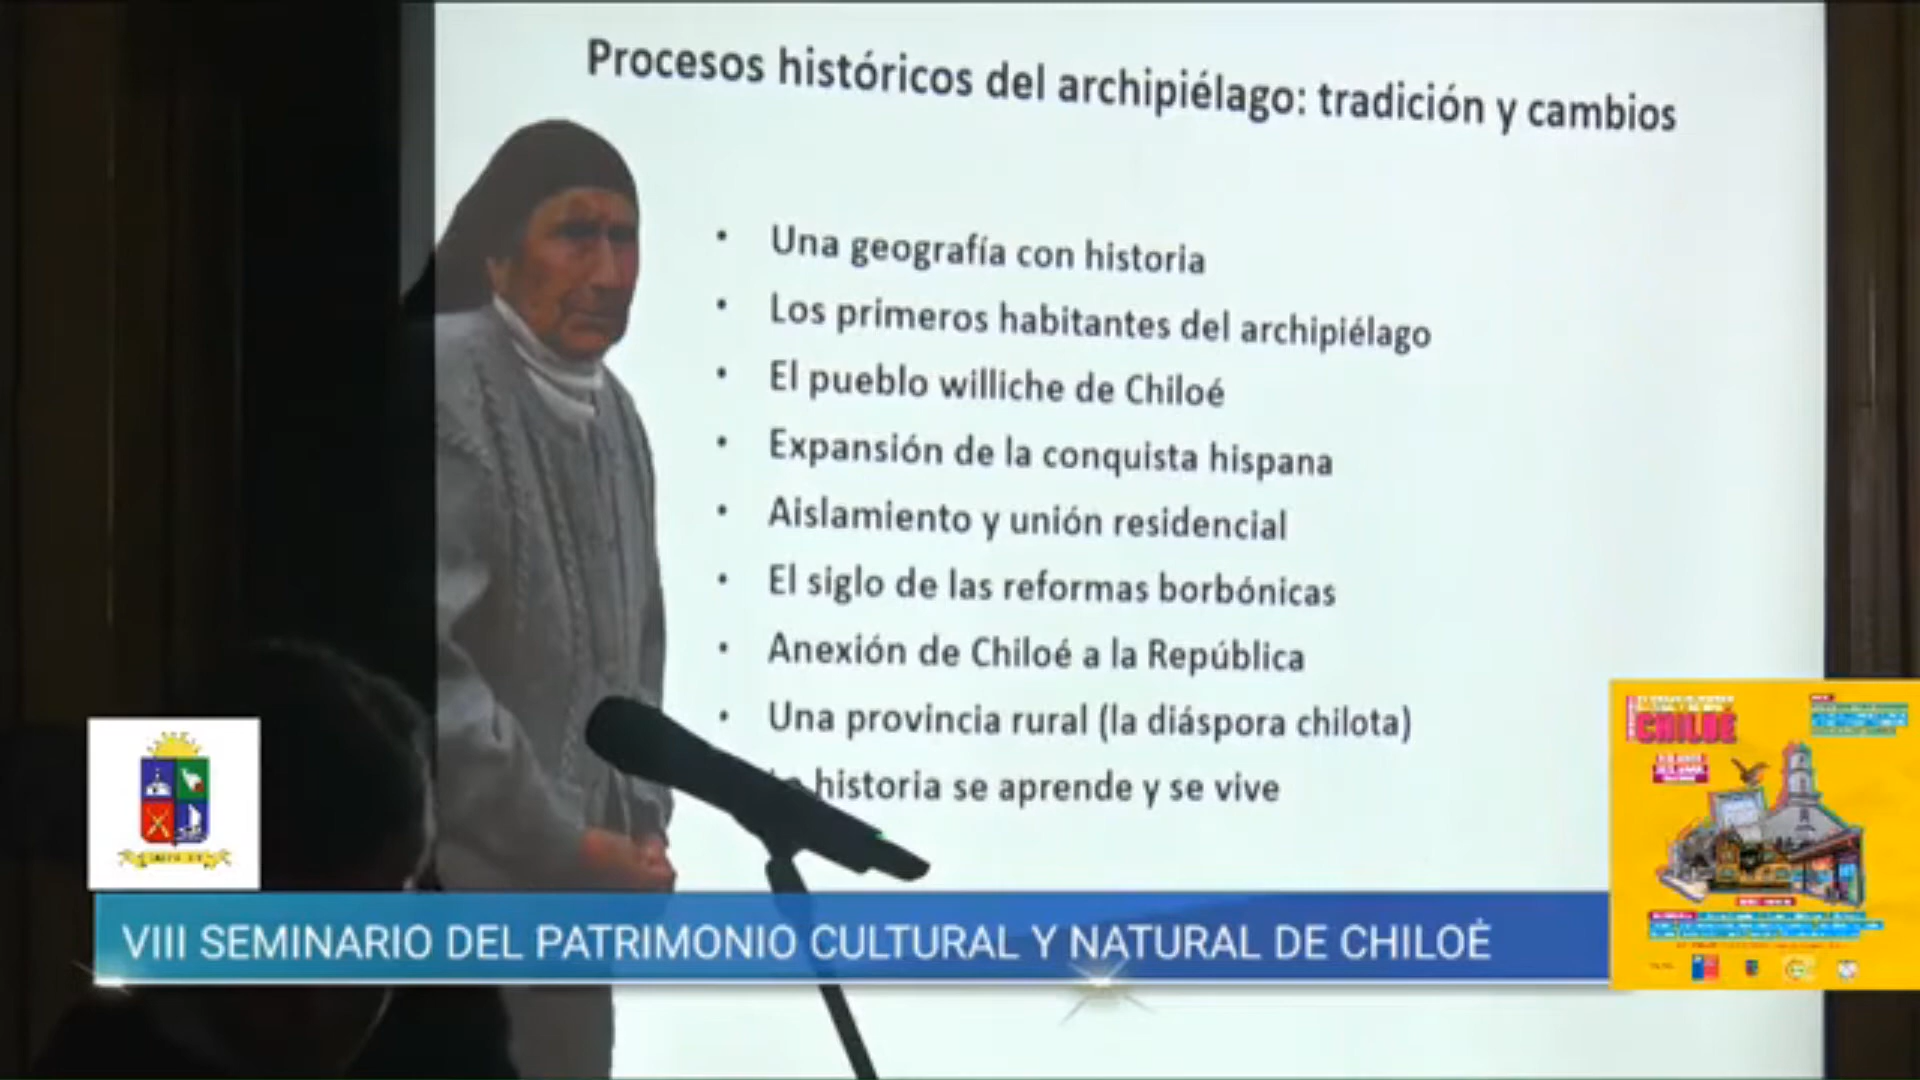 Procesos históricos del archipiélago: tradición y cambios
• Una geografía con historia
• Los primeros habitantes del archipiélago
• El pueblo williche de Chiloé
• Expansión de la conquista hispana
• Aislamiento y unión residencial
• El siglo de las reformas borbónicas
• Anexión de Chiloé a la República
• Una provincia rural (la diáspora chilota)
historia se aprende y se vive
CHILOÉ
VIII SEMINARIO DEL PATRIMONIO CULTURAL Y NATURAL DE CHILOÉ